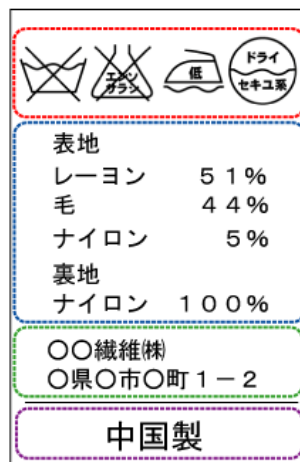 エンソ
サラシ
低
ドライ
セキユ系
表地
レーヨン ５１%
毛 ４４%
ナイロン ５%
裏地
ナイロン １００%
〇〇繊維㈱
〇県〇市〇町１－２
中国製